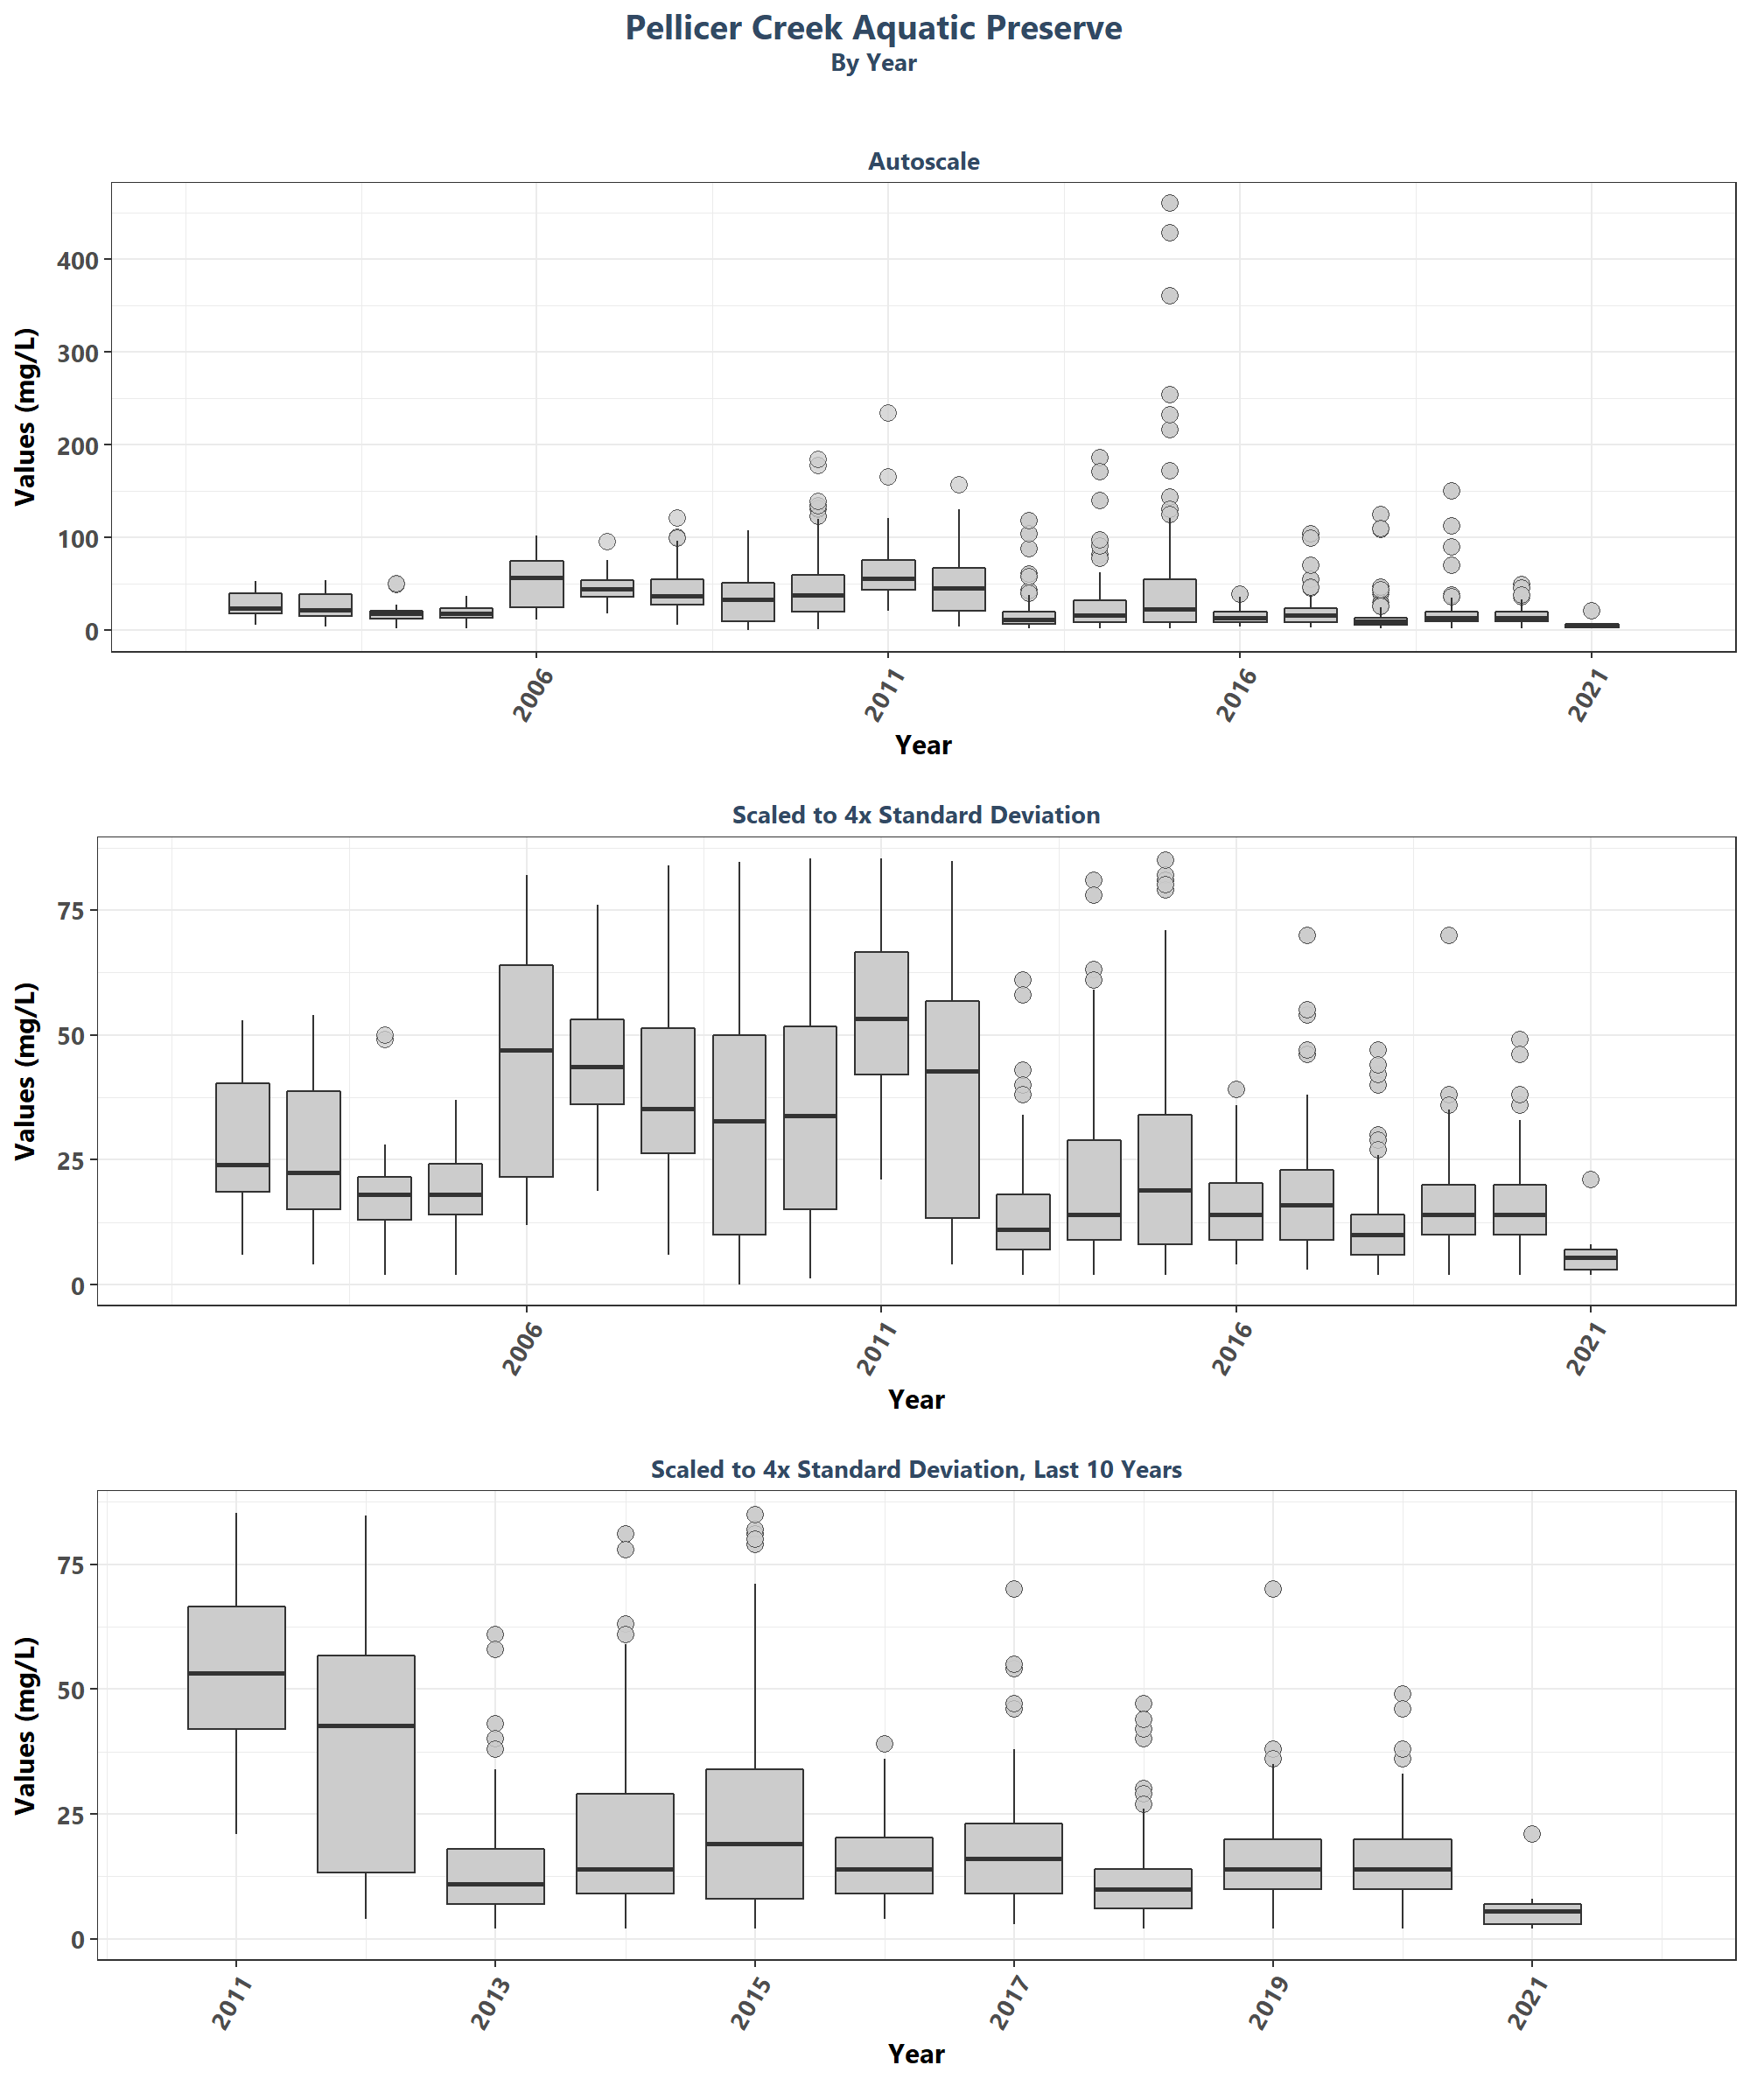 Pellicer Creek Aquatic Preserve
By Year
Autoscale
Values (mg/L)
400
300
200
100
0
2006 2011 2016 2021
Year
Scaled to 4x Standard Deviation
Values (mg/L)
75
50
25
0
2006 2011 2016 2021
Year
Scaled to 4x Standard Deviation, Last 10 Years
Values (mg/L)
75
50
25
0
2011 2013 2015 2017 2019 2021
Year